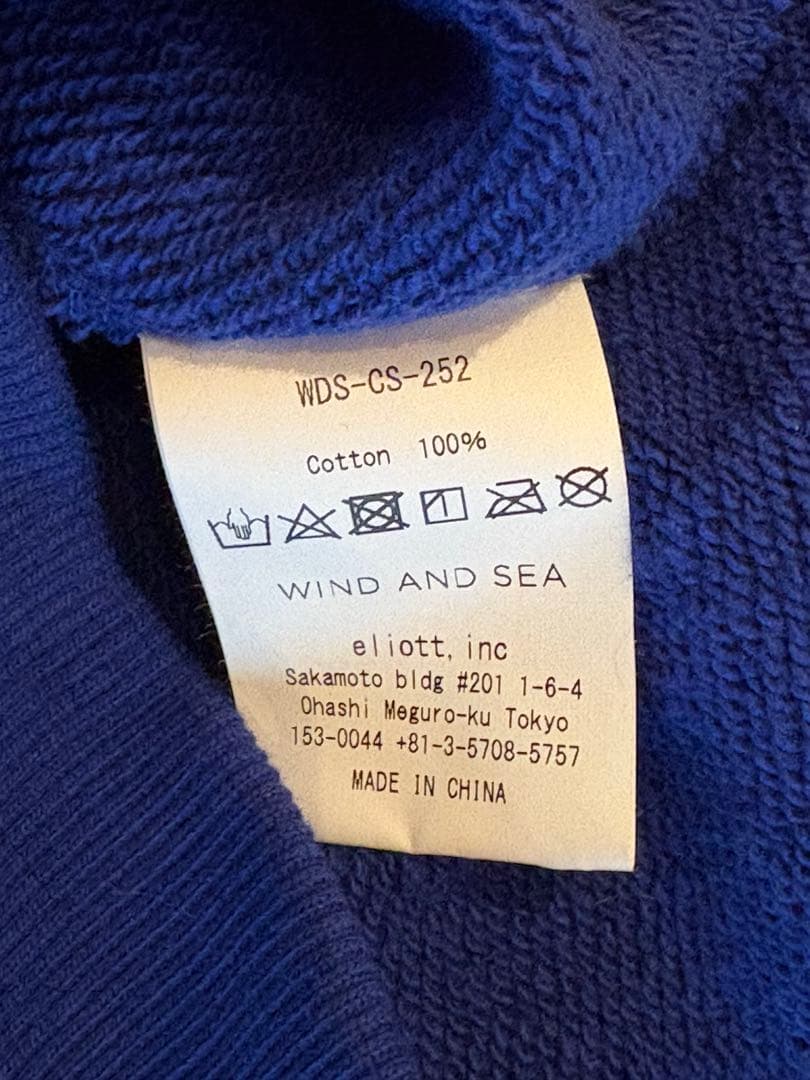 WDS-CS-252
Cotton 100%
WIND AND SEA
eliott, inc
Sakamoto bldg #201 1-6-4
Ohashi Meguro-ku Tokyo
153-0044 +81-3-5708-5757
MADE IN CHINA